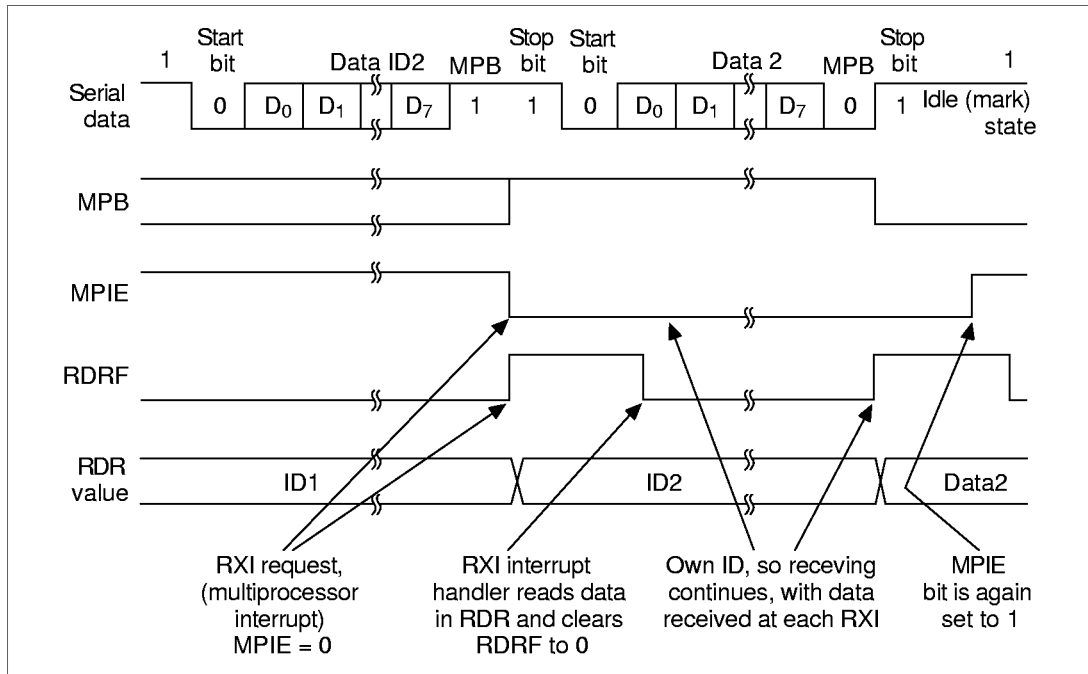 1 Start bit Data ID2 MPB Stop bit Start bit Data 2 MPB Stop bit 1
Serial data 0 D0 D1 D7 1 1 0 D0 D1 D7 0 1 Idle (mark) state
MPB
MPIE
RDRF
RDR value ID1 ID2 Data2
RXI request,
(multiprocessor
interrupt)
MPIE = 0
RXI interrupt
handler reads data
in RDR and clears
RDRF to 0
Own ID, so receving
continues, with data
received at each RXI
MPIE
bit is again
set to 1